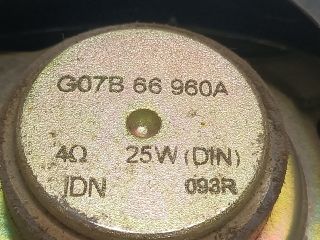 G07B 66 960A
4Ω 25W (DIN)
IDN 093R